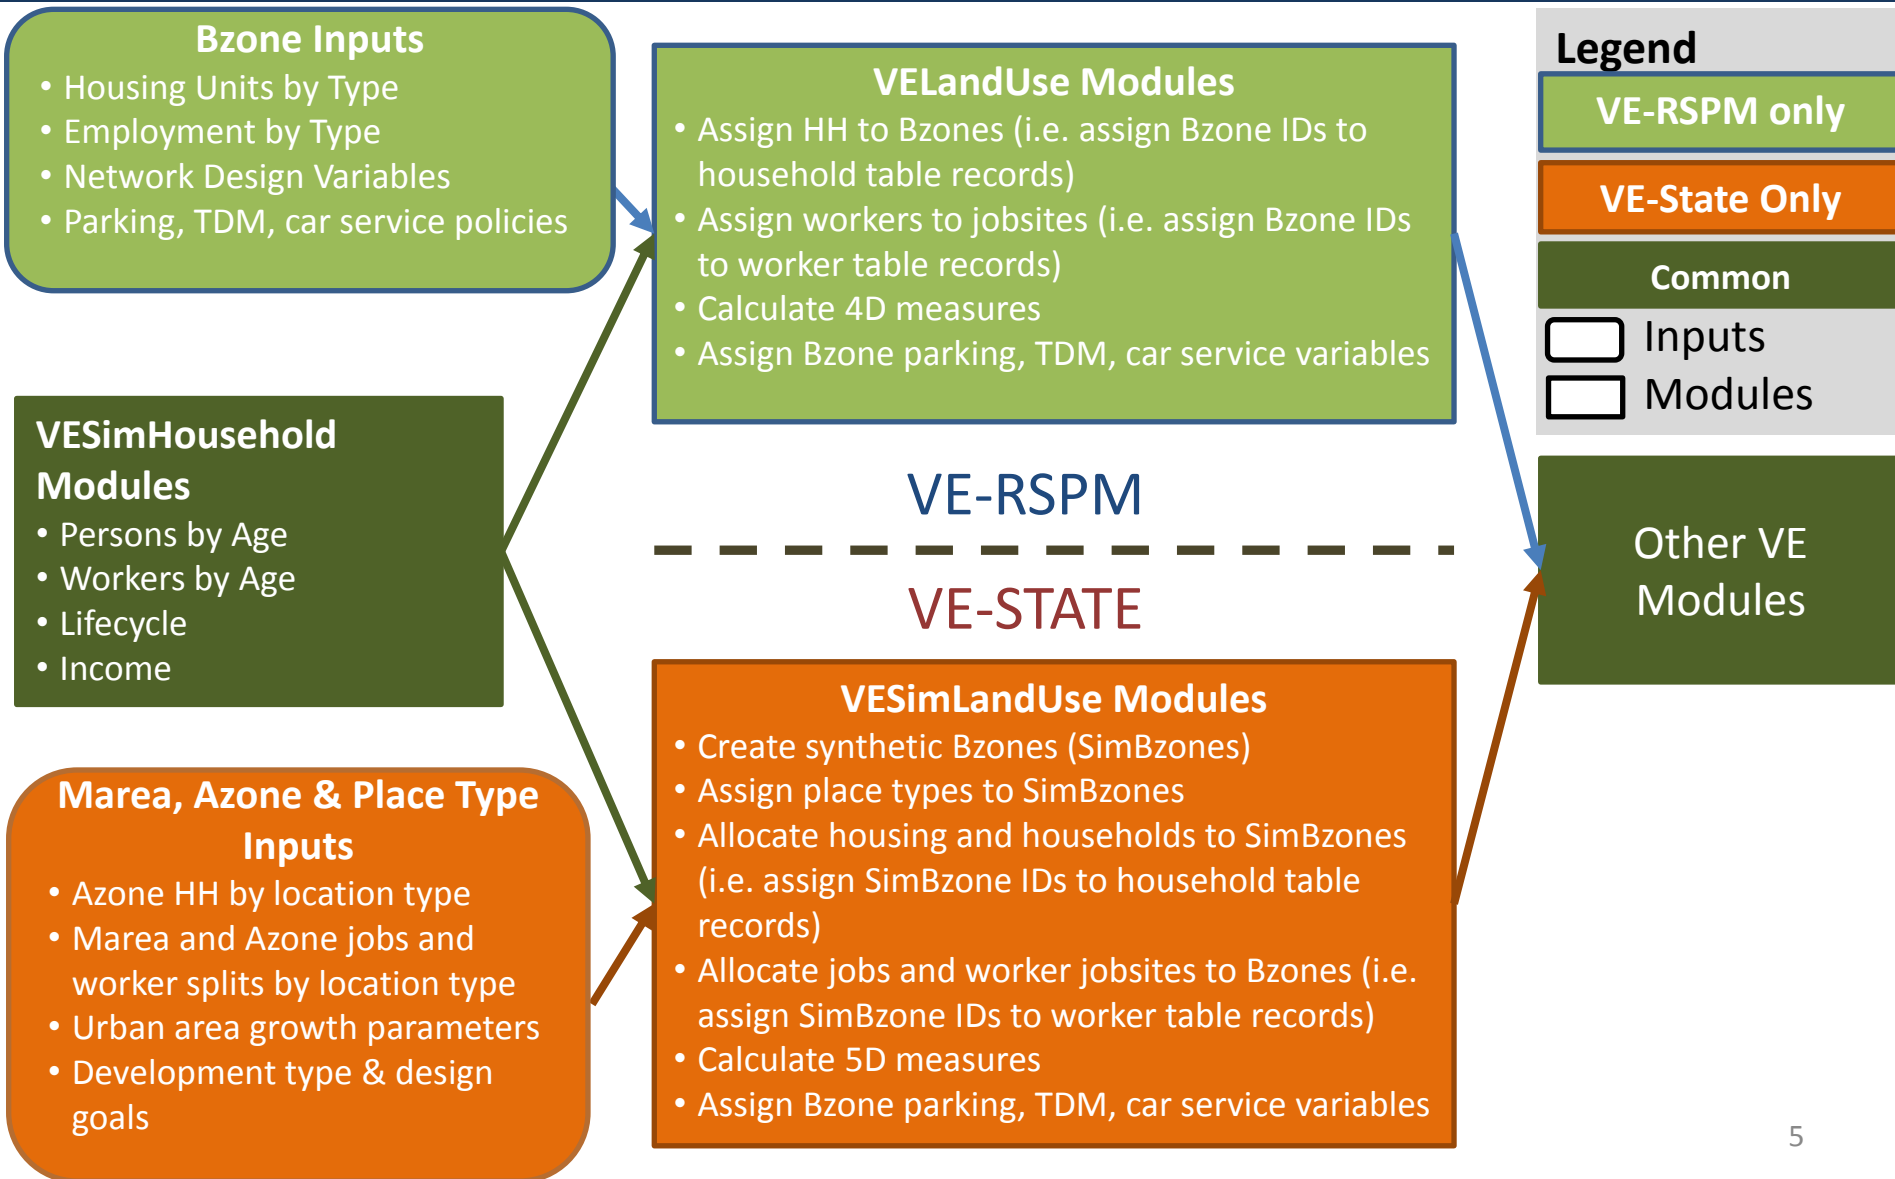 Bzone Inputs
• Housing Units by Type
• Employment by Type
• Network Design Variables
• Parking, TDM, car service policies
VESimHousehold
Modules
• Persons by Age
• Workers by Age
• Lifecycle
• Income
Marea, Azone & Place Type
Inputs
• Azone HH by location type
• Marea and Azone jobs and
worker splits by location type
• Urban area growth parameters
• Development type & design
goals
VELandUse Modules
• Assign HH to Bzones (i.e. assign Bzone IDs to
household table records)
• Assign workers to jobsites (i.e. assign Bzone IDs
to worker table records)
• Calculate 4D measures
• Assign Bzone parking, TDM, car service variables
VE-RSPM
VE-STATE
VESimLandUse Modules
• Create synthetic Bzones (SimBzones)
• Assign place types to SimBzones
• Allocate housing and households to SimBzones
(i.e. assign SimBzone IDs to household table
records)
• Allocate jobs and worker jobsites to Bzones (i.e.
assign SimBzone IDs to worker table records)
• Calculate 5D measures
• Assign Bzone parking, TDM, car service variables
Legend
VE-RSPM only
VE-State Only
Common
Inputs
Modules
Other VE
Modules
5